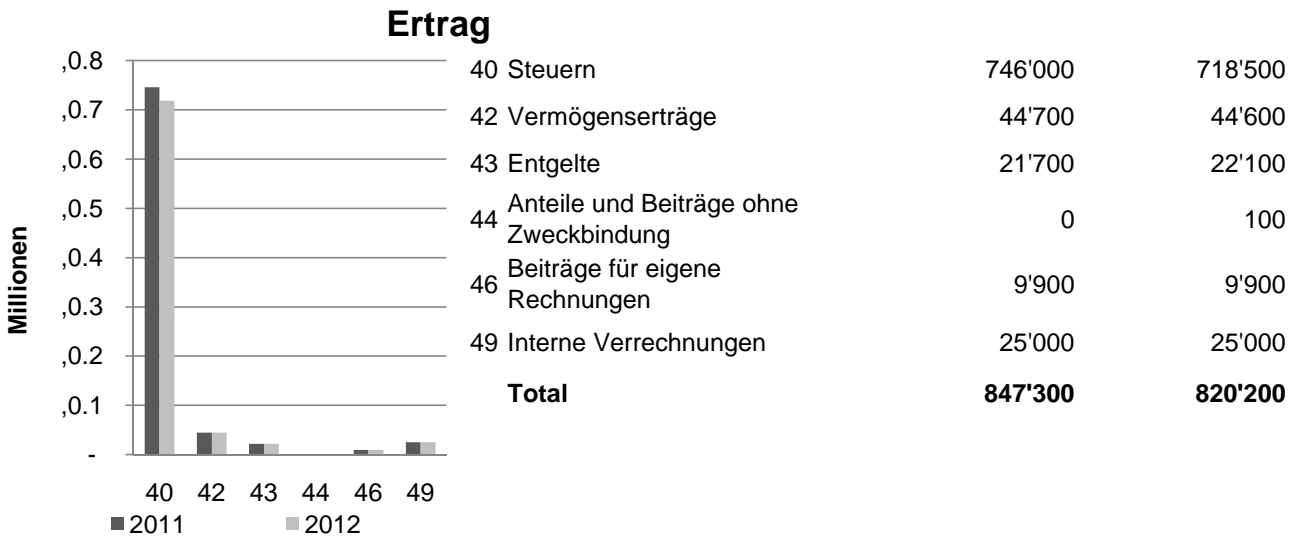 Ertrag
,0.8
,0.7
,0.6
,0.5
,0.4
,0.3
,0.2
,0.1
-
Millionen
40 42 43 44 46 49
2011 2012
40 Steuern 746'000 718'500
42 Vermögenserträge 44'700 44'600
43 Entgelte 21'700 22'100
44 Anteile und Beiträge ohne
Zweckbindung 0 100
46 Beiträge für eigene
Rechnungen 9'900 9'900
49 Interne Verrechnungen 25'000 25'000
Total 847'300 820'200